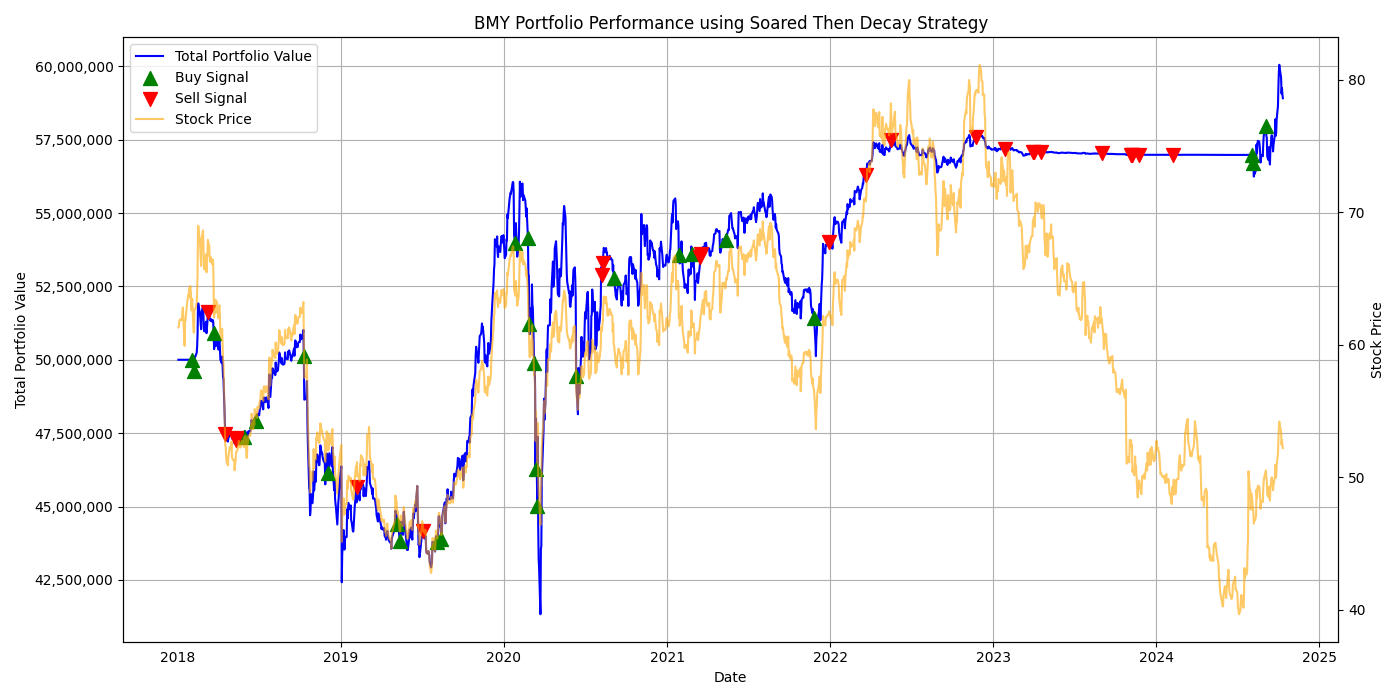 BMY Portfolio Performance using Soared Then Decay Strategy
Total Portfolio Value
Buy Signal
Sell Signal
Stock Price
60,000,000
57,500,000
55,000,000
52,500,000
50,000,000
47,500,000
45,000,000
42,500,000
Total Portfolio Value
80
70
60
50
40
Stock Price
2018
2019
2020
2021
2022
2023
2024
2025
Date